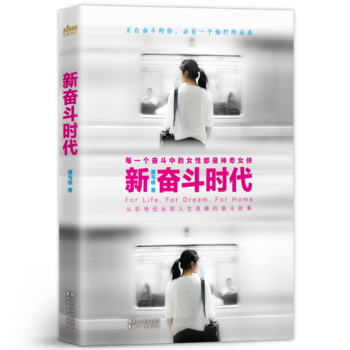 正在奋斗的你，必有一个灿烂的未来
新奋斗时代
每一个奋斗中的女性都是神奇女侠
新奋斗时代
For Life, For Dream, For Home
从职场低谷到人生巅峰的奋斗故事